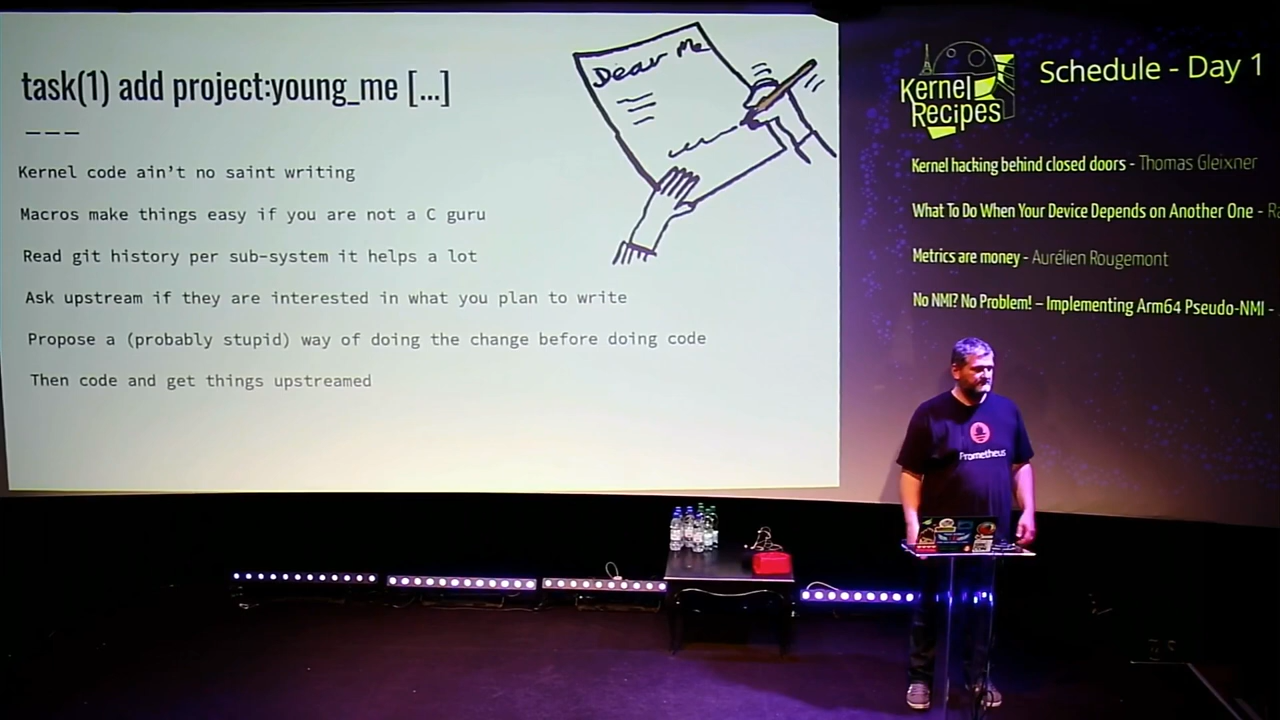 task(1) add project:young_me [...]
---
Kernel code ain't no saint writing
Macros make things easy if you are not a C guru
Read git history per sub-system it helps a lot
Ask upstream if they are interested in what you plan to write
Propose a (probably stupid) way of doing the change before doing code
Then code and get things upstreamed
Dear Me
Kernel
Recipes
Schedule - Day 1
Kernel hacking behind closed doors - Thomas Gleixner
What To Do When Your Device Depends on Another One -
Metrics are money - Aurélien Rougemont
No NMI? No Problem! – Implementing Arm64 Pseudo-NMI -
Prometheus